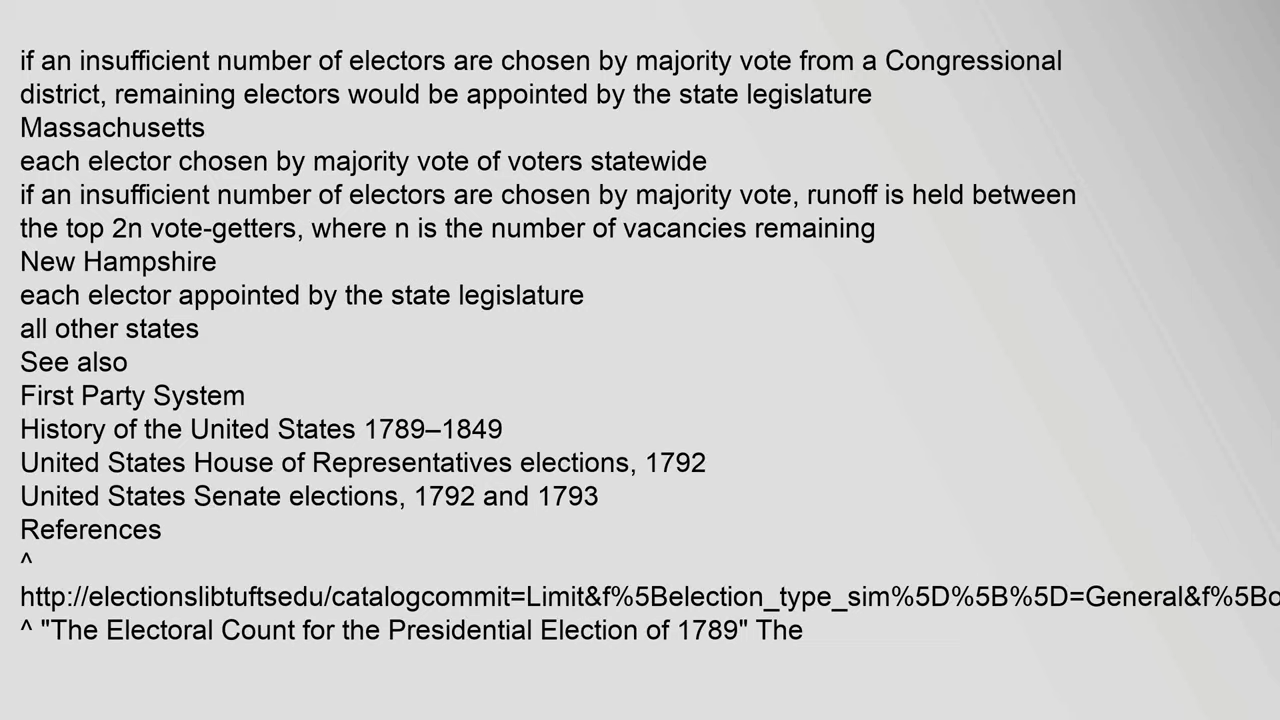 if an insufficient number of electors are chosen by majority vote from a Congressional
district, remaining electors would be appointed by the state legislature
Massachusetts
each elector chosen by majority vote of voters statewide
if an insufficient number of electors are chosen by majority vote, runoff is held between
the top 2n vote-getters, where n is the number of vacancies remaining
New Hampshire
each elector appointed by the state legislature
all other states
See also
First Party System
History of the United States 1789–1849
United States House of Representatives elections, 1792
United States Senate elections, 1792 and 1793
References
^
http://electionslibtuftsedu/catalogcommit=Limit&f%5Belection_type_sim%5D%5B%5D=General&f%5Bo
^ "The Electoral Count for the Presidential Election of 1789" The